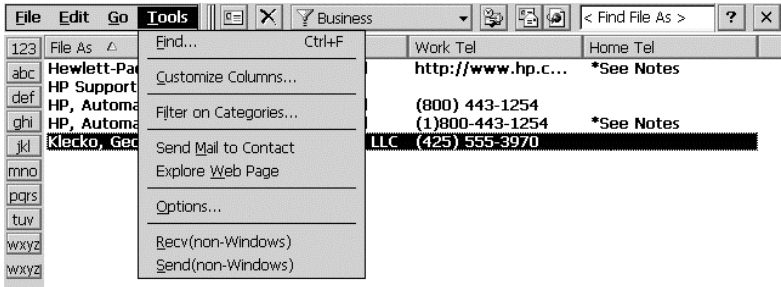 File Edit Go Tools Business < Find File As > ? ×
123 File As Work Tel Home Tel
Find... Ctrl+F
Customize Columns...
Filter on Categories...
Send Mail to Contact
Explore Web Page
Options...
Recv(non-Windows)
Send(non-Windows)
abc Hewlett-Pa http://www.hp.c... *See Notes
HP Support
def HP, Automa (800) 443-1254
ghi HP, Automa (1)800-443-1254 *See Notes
jkl Klecko, Geo LLC (425) 555-3970
mno
pqrs
tuv
wxyz
wxyz